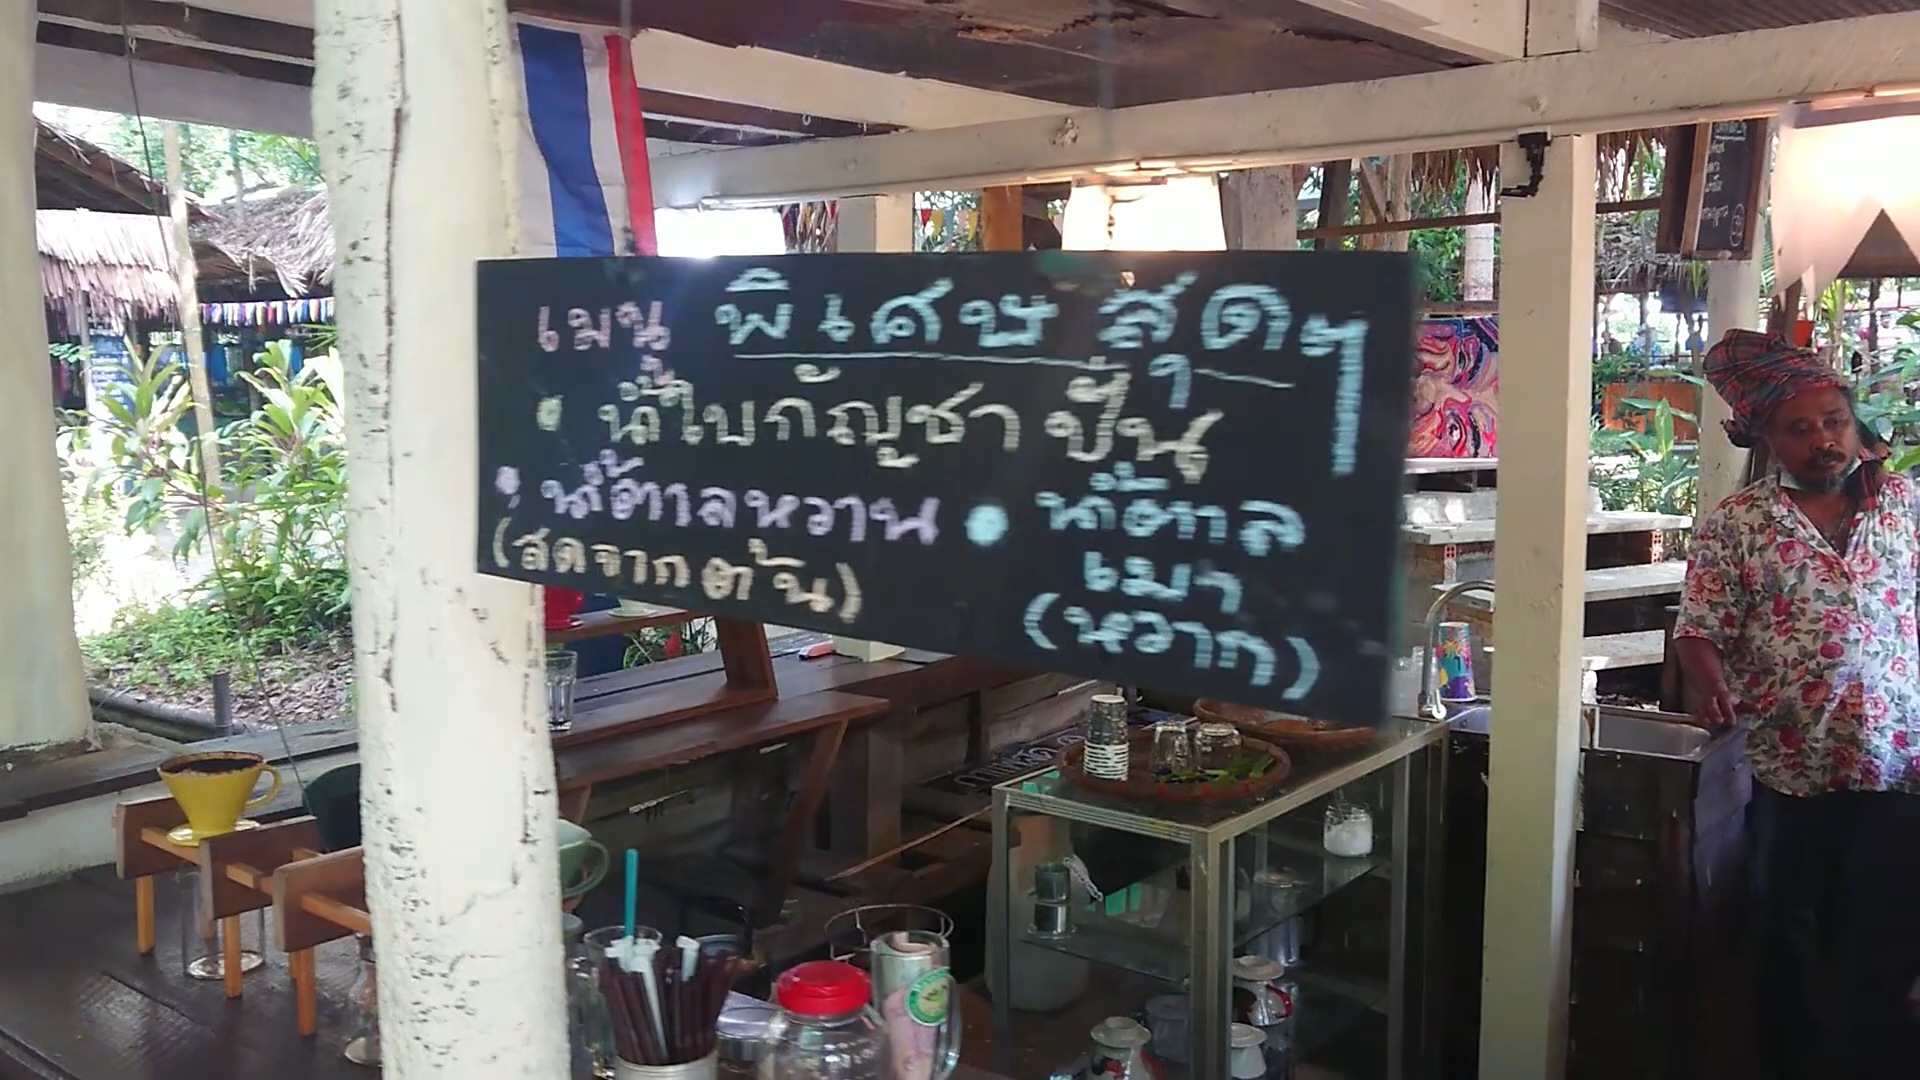 เมนู พิเศษ สุดๆ
• น้ำใบกัญชา ปั่น
• น้ำตาลหวาน
(สดจากต้น)
• น้ำตาล
เมา
(หวาก)